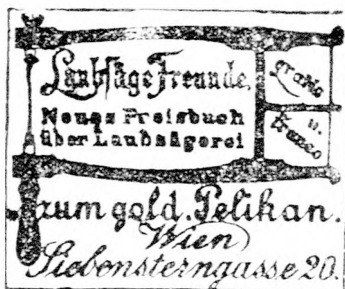 Laubsäge-Freunde,
Neues Preisbuch
über Laubsägerei
gratis
u.
franco
zum gold. Pelikan.
Wien
Siebensterngasse 20.